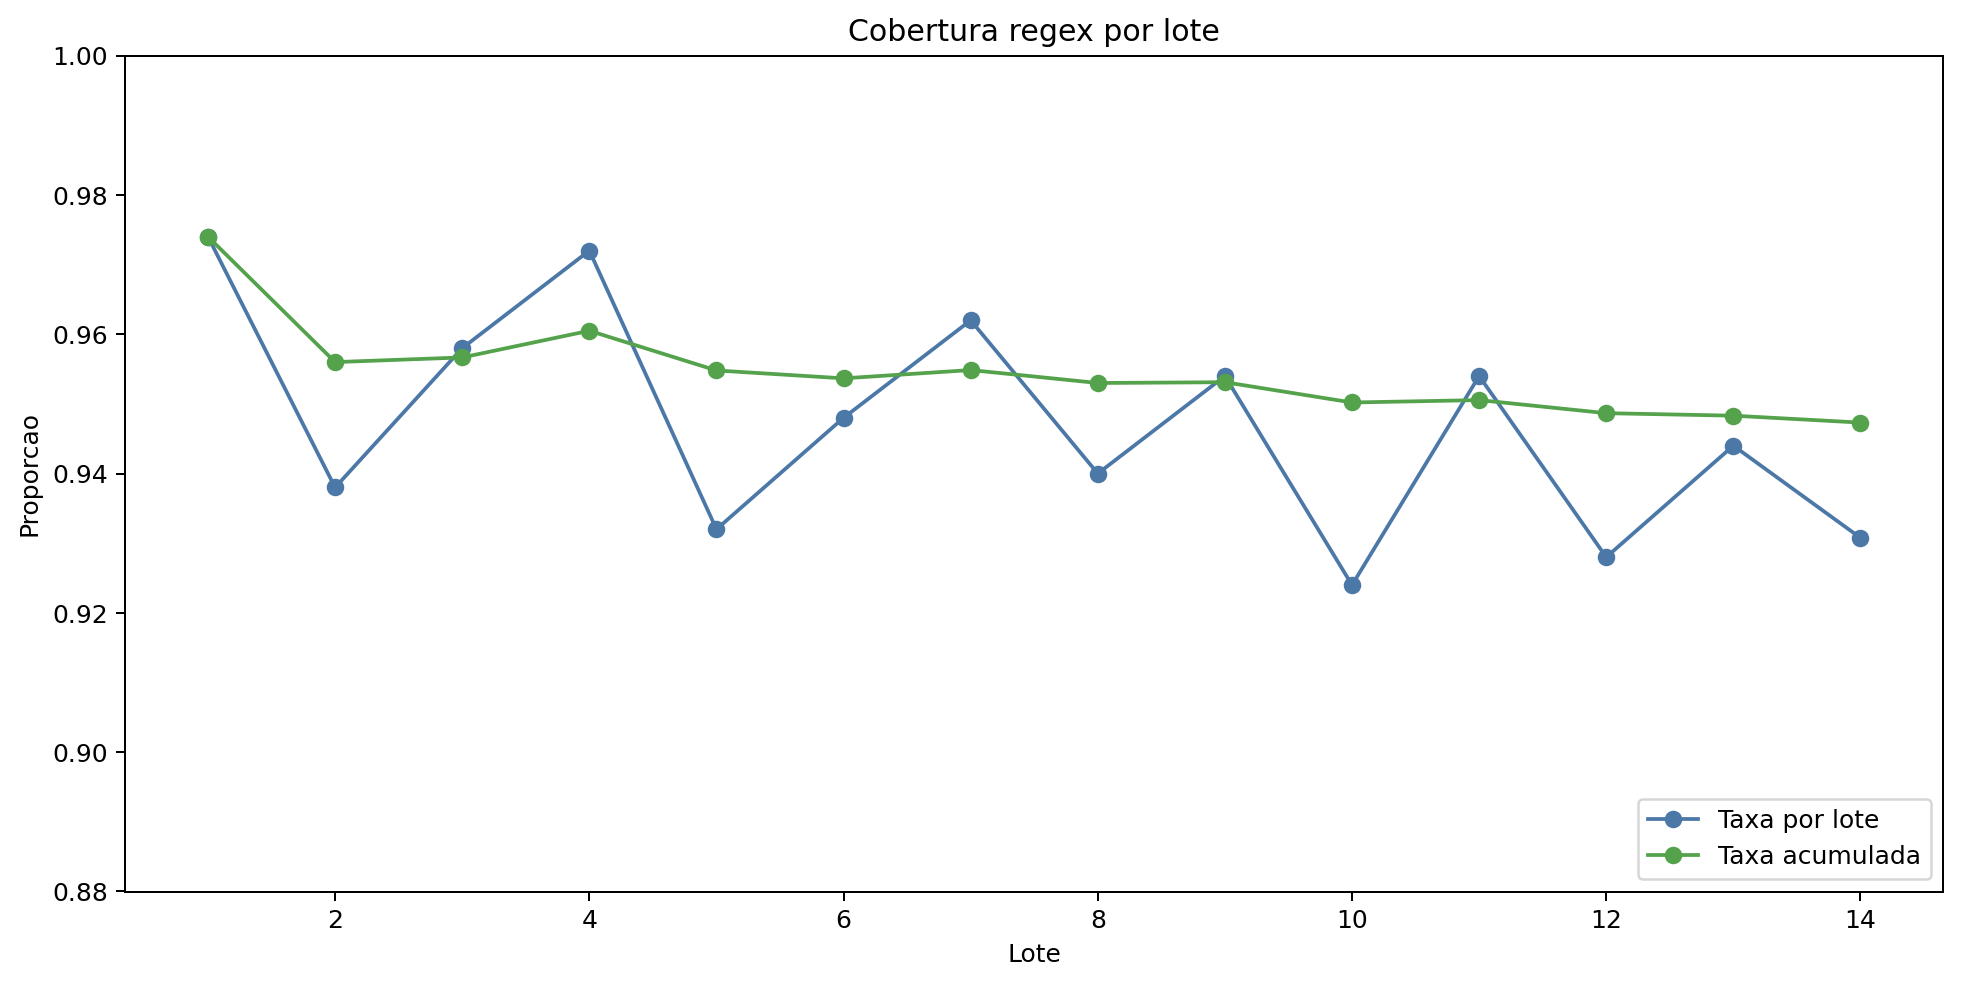 Cobertura regex por lote
1.00
0.98
0.96
0.94
0.92
0.90
0.88
Proporcao
2 4 6 8 10 12 14
Lote
Taxa por lote
Taxa acumulada